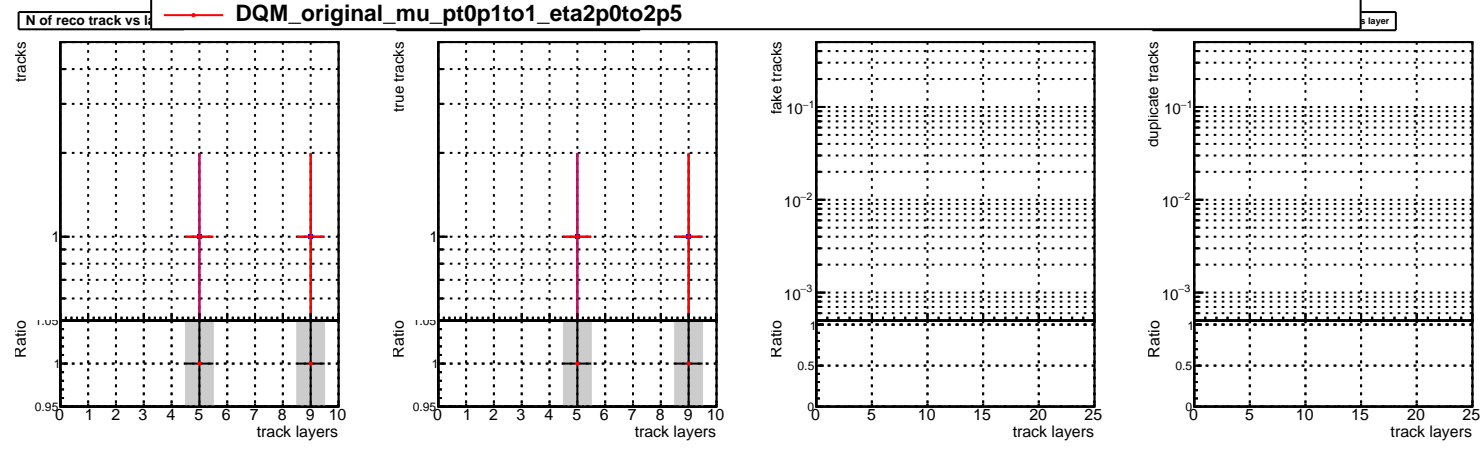 DQM_original_mu_pt0p1to1_eta2p0to2p5
N of reco track vs la
s layer
tracks
1
Ratio
1.05
1
0.95
0 1 2 3 4 5 6 7 8 9 10
track layers
true tracks
1
Ratio
1
0.95
0 1 2 3 4 5 6 7 8 9 10
track layers
fake tracks
10⁻¹
10⁻²
10⁻³
Ratio
1
0.5
0
0 5 10 15 20 25
track layers
duplicate tracks
10⁻¹
10⁻²
10⁻³
Ratio
1
0.5
0
0 5 10 15 20 25
track layers